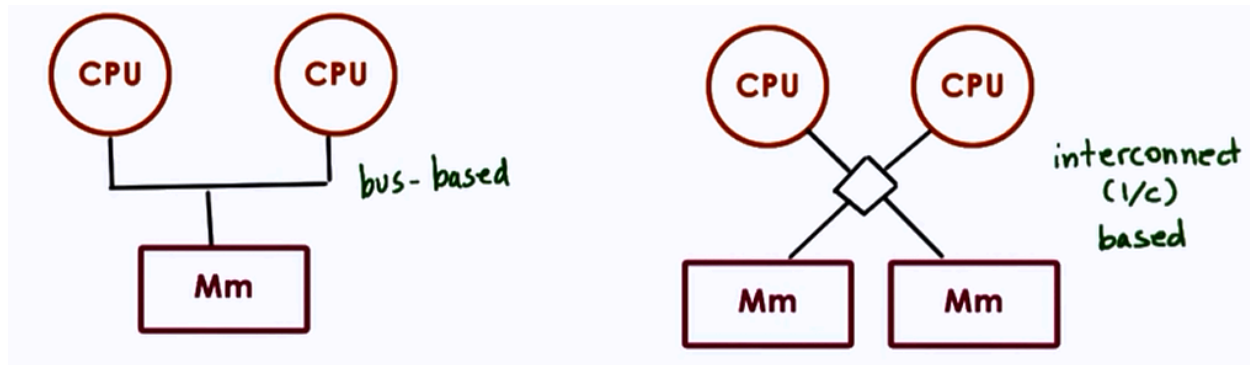 CPU
CPU
bus-based
Mm
CPU
CPU
interconnect
(I/c)
based
Mm
Mm